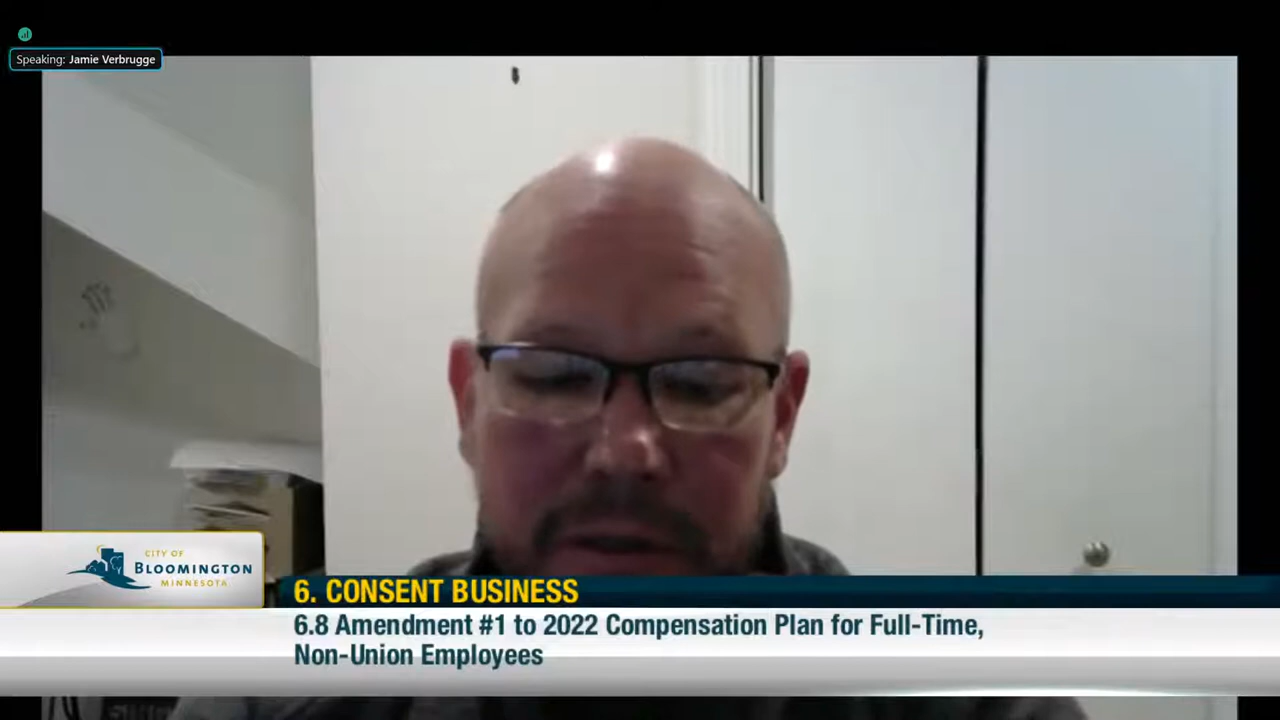 Speaking: Jamie Verbrugge
CITY OF
BLOOMINGTON
MINNESOTA
6. CONSENT BUSINESS
6.8 Amendment #1 to 2022 Compensation Plan for Full-Time,
Non-Union Employees